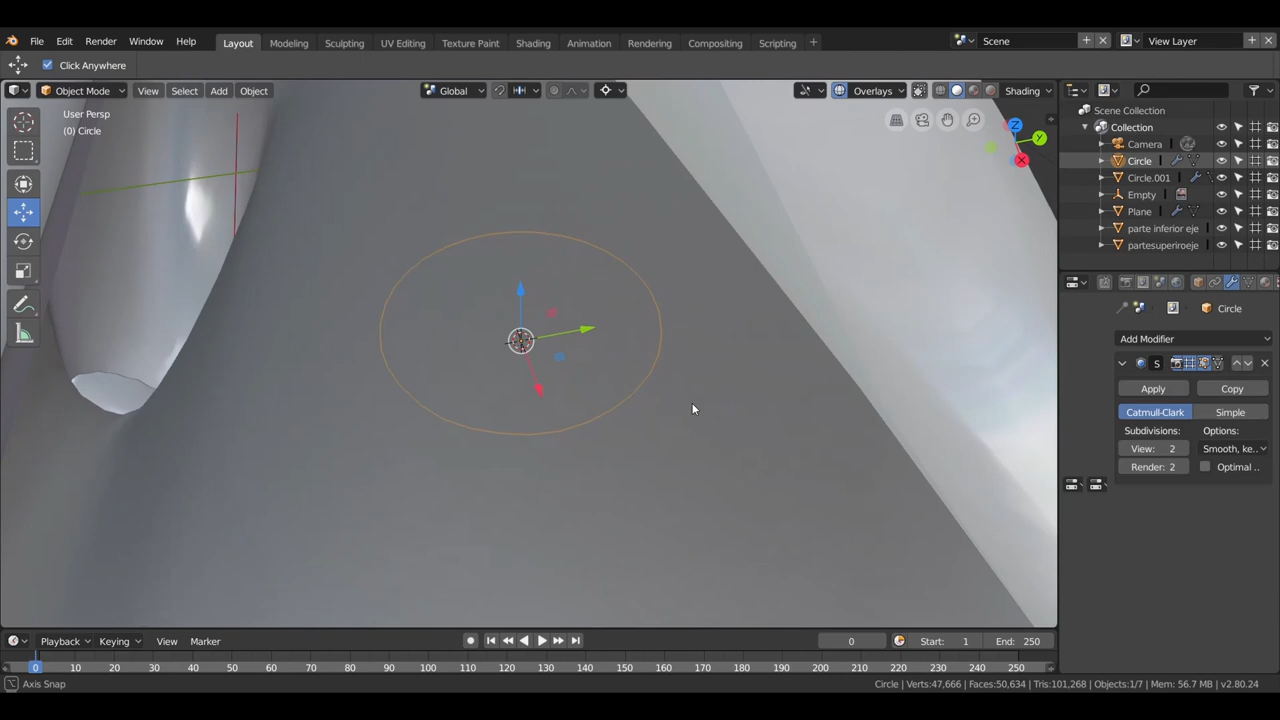 File Edit Render Window Help Layout Modeling Sculpting UV Editing Texture Paint Shading Animation Rendering Compositing Scripting Scene View Layer
Click Anywhere
Object Mode View Select Add Object Global Overlays Shading
User Persp
(0) Circle
Z
Y
X
Scene Collection
Collection
Camera
Circle
Circle.001
Empty
Plane
parte inferior eje
partesuperiroeje
Circle
Add Modifier
S
Apply Copy
Catmull-Clark Simple
Subdivisions: Options:
View: 2 Smooth, ke..
Render: 2 Optimal ..
Playback Keying View Marker 0 Start: 1 End: 250
0 10 20 30 40 50 60 70 80 90 100 110 120 130 140 150 160 170 180 190 200 210 220 230 240 250
Axis Snap Circle | Verts:47,666 | Faces:50,634 | Tris:101,268 | Objects:1/7 | Mem: 56.7 MB | v2.80.24